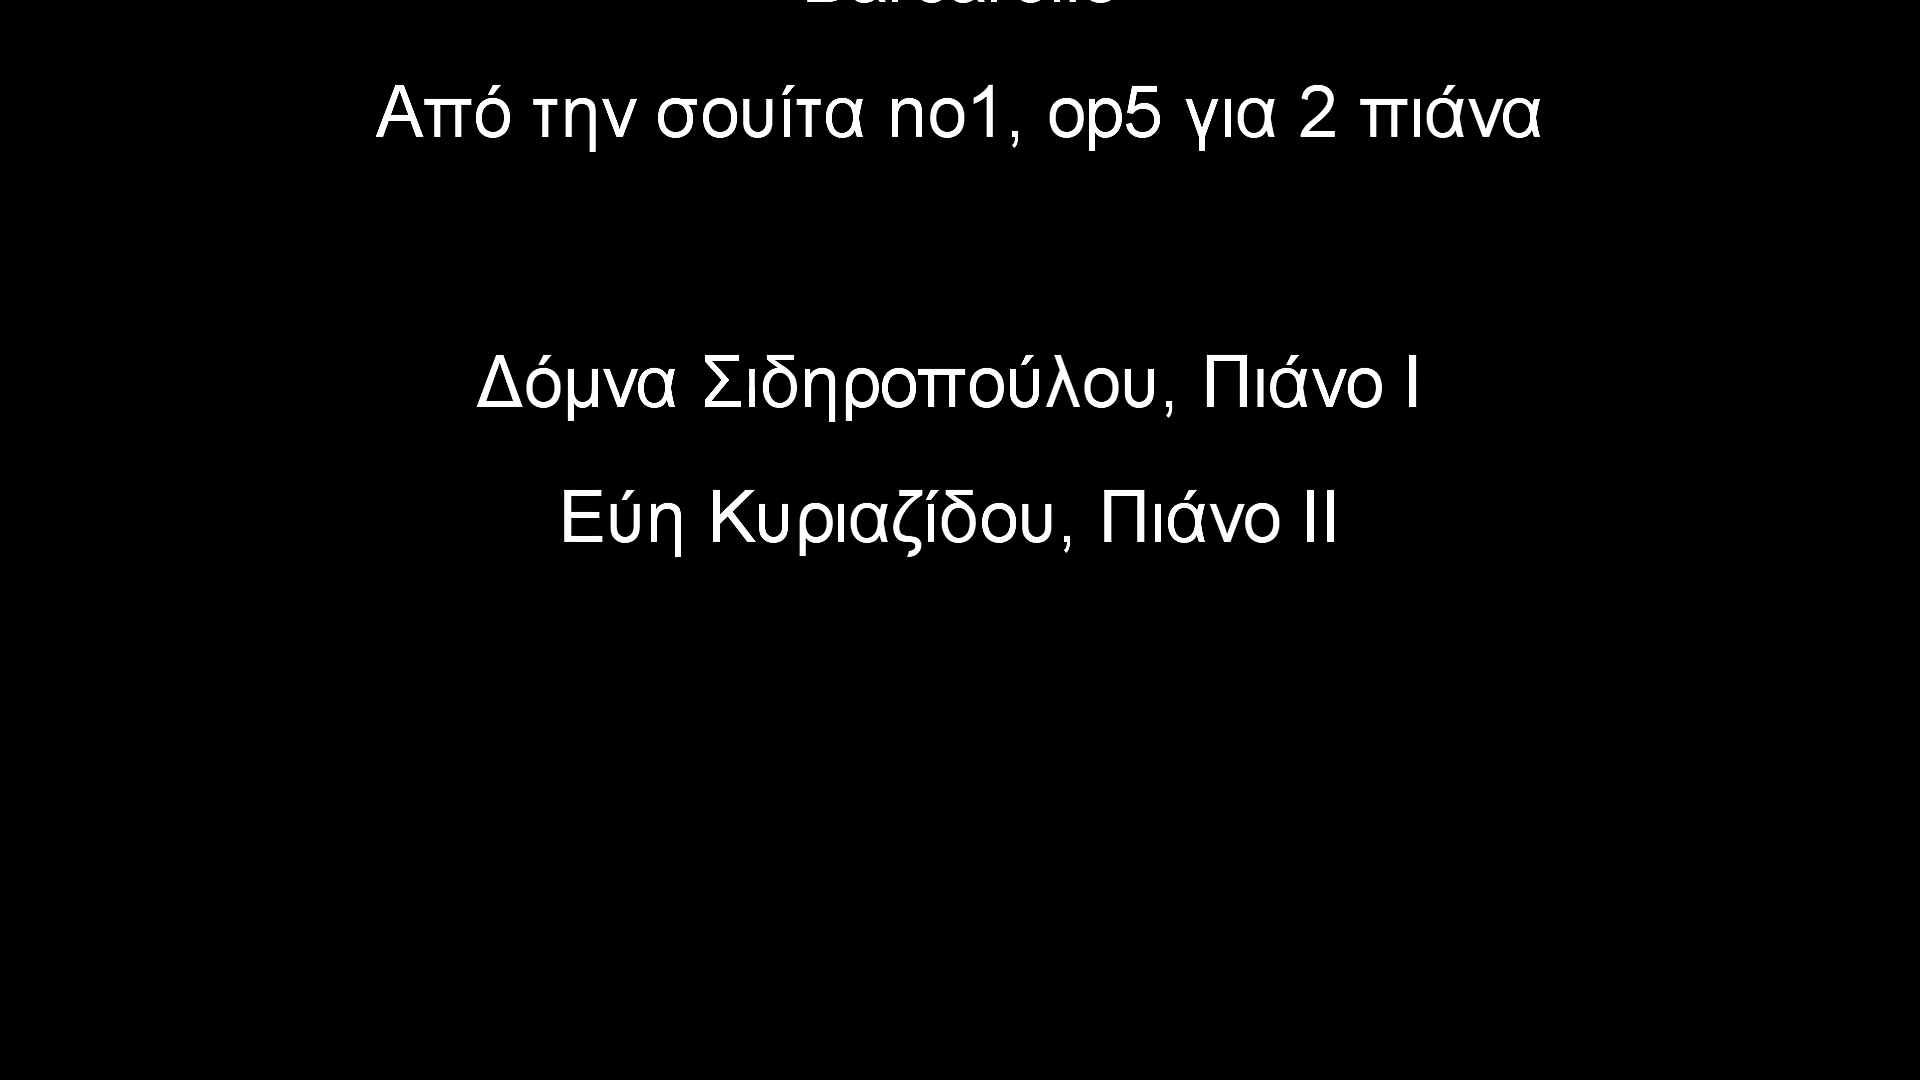 Από την σουίτα no1, op5 για 2 πιάνα
Δόμνα Σιδηροπούλου, Πιάνο Ι
Εύη Κυριαζίδου, Πιάνο ΙΙ